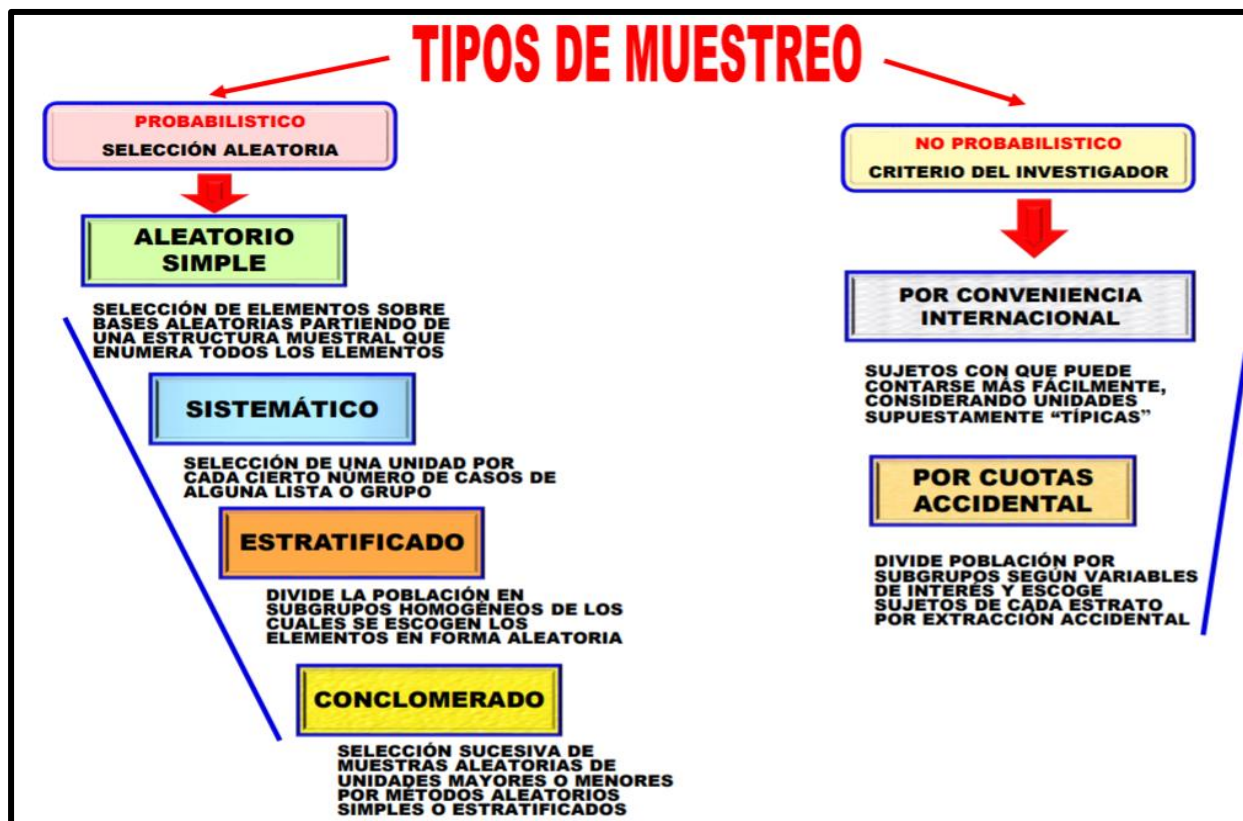 TIPOS DE MUESTREO
PROBABILISTICO
SELECCIÓN ALEATORIA
ALEATORIO
SIMPLE
SELECCIÓN DE ELEMENTOS SOBRE
BASES ALEATORIAS PARTIENDO DE
UNA ESTRUCTURA MUESTRAL QUE
ENUMERA TODOS LOS ELEMENTOS
SISTEMÁTICO
SELECCIÓN DE UNA UNIDAD POR
CADA CIERTO NÚMERO DE CASOS DE
ALGUNA LISTA O GRUPO
ESTRATIFICADO
DIVIDE LA POBLACIÓN EN
SUBGRUPOS HOMOGÉNEOS DE LOS
CUALES SE ESCOGEN LOS
ELEMENTOS EN FORMA ALEATORIA
CONCLOMERADO
SELECCIÓN SUCESIVA DE
MUESTRAS ALEATORIAS DE
UNIDADES MAYORES O MENORES
POR MÉTODOS ALEATORIOS
SIMPLES O ESTRATIFICADOS
NO PROBABILISTICO
CRITERIO DEL INVESTIGADOR
POR CONVENIENCIA
INTERNACIONAL
SUJETOS CON QUE PUEDE
CONTARSE MÁS FÁCILMENTE,
CONSIDERANDO UNIDADES
SUPUESTAMENTE “TÍPICAS”
POR CUOTAS
ACCIDENTAL
DIVIDE POBLACIÓN POR
SUBGRUPOS SEGÚN VARIABLES
DE INTERÉS Y ESCOGE
SUJETOS DE CADA ESTRATO
POR EXTRACCIÓN ACCIDENTAL